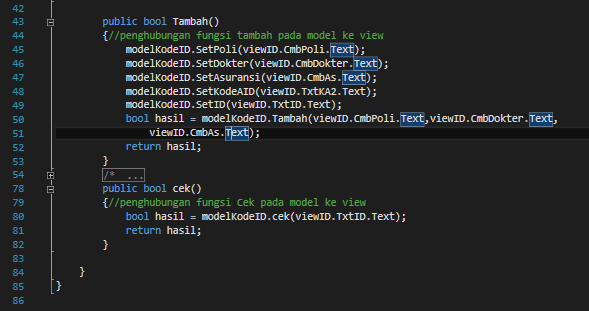 42
43 public bool Tambah()
44 {//penghubungan fungsi tambah pada model ke view
45 modelKodeID.SetPoli(viewID.CmbPoli.Text);
46 modelKodeID.SetDokter(viewID.CmbDokter.Text);
47 modelKodeID.SetAsuransi(viewID.CmbAs.Text);
48 modelKodeID.SetKodeAID(viewID.TxtKA2.Text);
49 modelKodeID.SetID(viewID.TxtID.Text);
50 bool hasil = modelKodeID.Tambah(viewID.CmbPoli.Text,viewID.CmbDokter.Text,
51 viewID.CmbAs.Text);
52 return hasil;
53 }
54 /* ...
78 public bool cek()
79 {//penghubungan fungsi Cek pada model ke view
80 bool hasil = modelKodeID.cek(viewID.TxtID.Text);
81 return hasil;
82 }
83
84 }
85 }
86